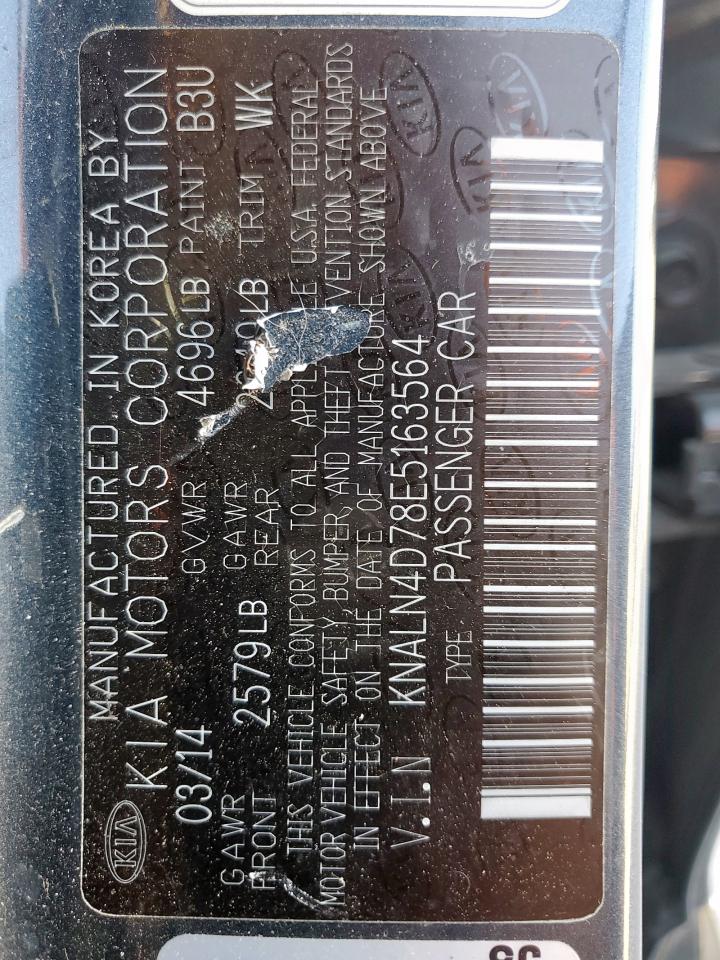 MANUFACTURED IN KOREA BY
KIA KIA MOTORS CORPORATION
03/14 GVWR 4696LB PAINT B3U
GAWR FRONT 2579LB GAWR REAR LB TRIM WK
THIS VEHICLE CONFORMS TO ALL U.S.A. FEDERAL
MOTOR VEHICLE SAFETY, BUMPER, AND THEFT STANDARDS
IN EFFECT ON THE DATE OF MANUFACTURE SHOWN ABOVE
V.I.N KNALN4D78E5163564
TYPE PASSENGER CAR